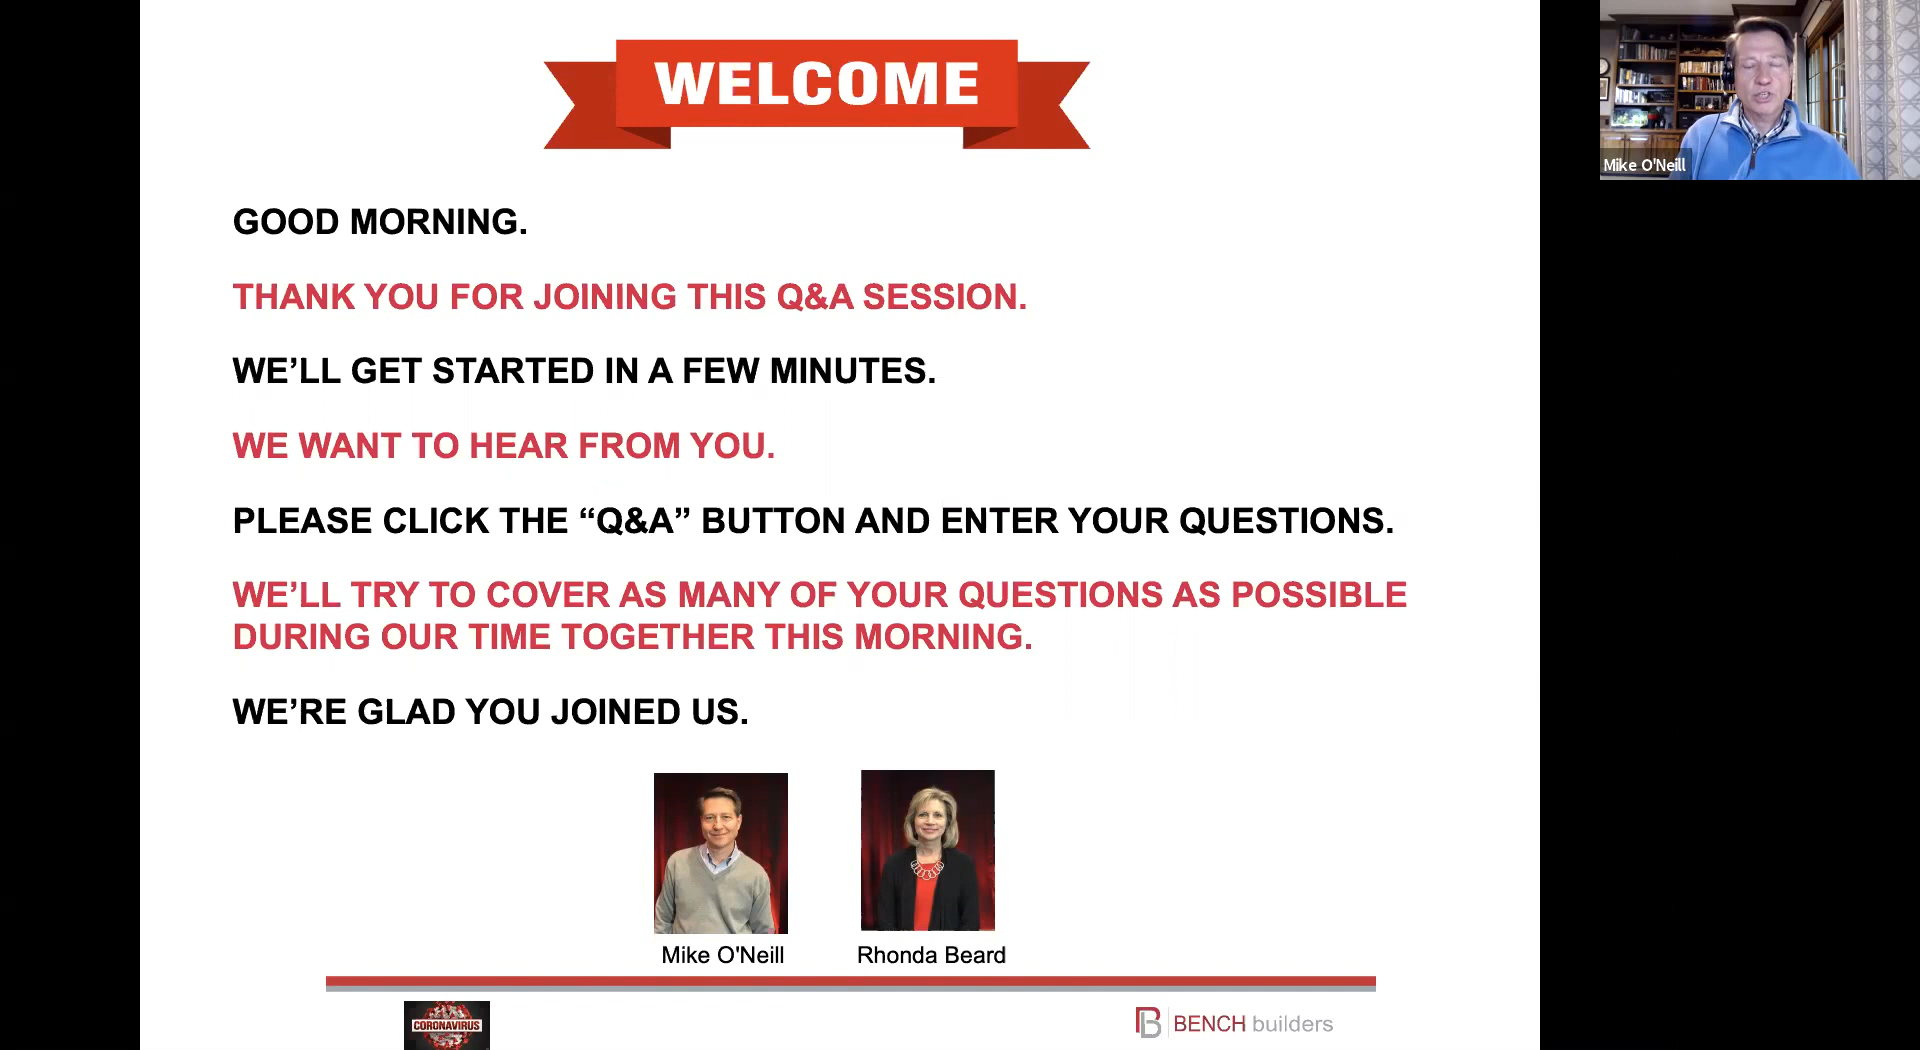 WELCOME
Mike O'Neill
GOOD MORNING.
THANK YOU FOR JOINING THIS Q&A SESSION.
WE’LL GET STARTED IN A FEW MINUTES.
WE WANT TO HEAR FROM YOU.
PLEASE CLICK THE “Q&A” BUTTON AND ENTER YOUR QUESTIONS.
WE’LL TRY TO COVER AS MANY OF YOUR QUESTIONS AS POSSIBLE
DURING OUR TIME TOGETHER THIS MORNING.
WE’RE GLAD YOU JOINED US.
Mike O'Neill
Rhonda Beard
CORONAVIRUS
BENCH builders